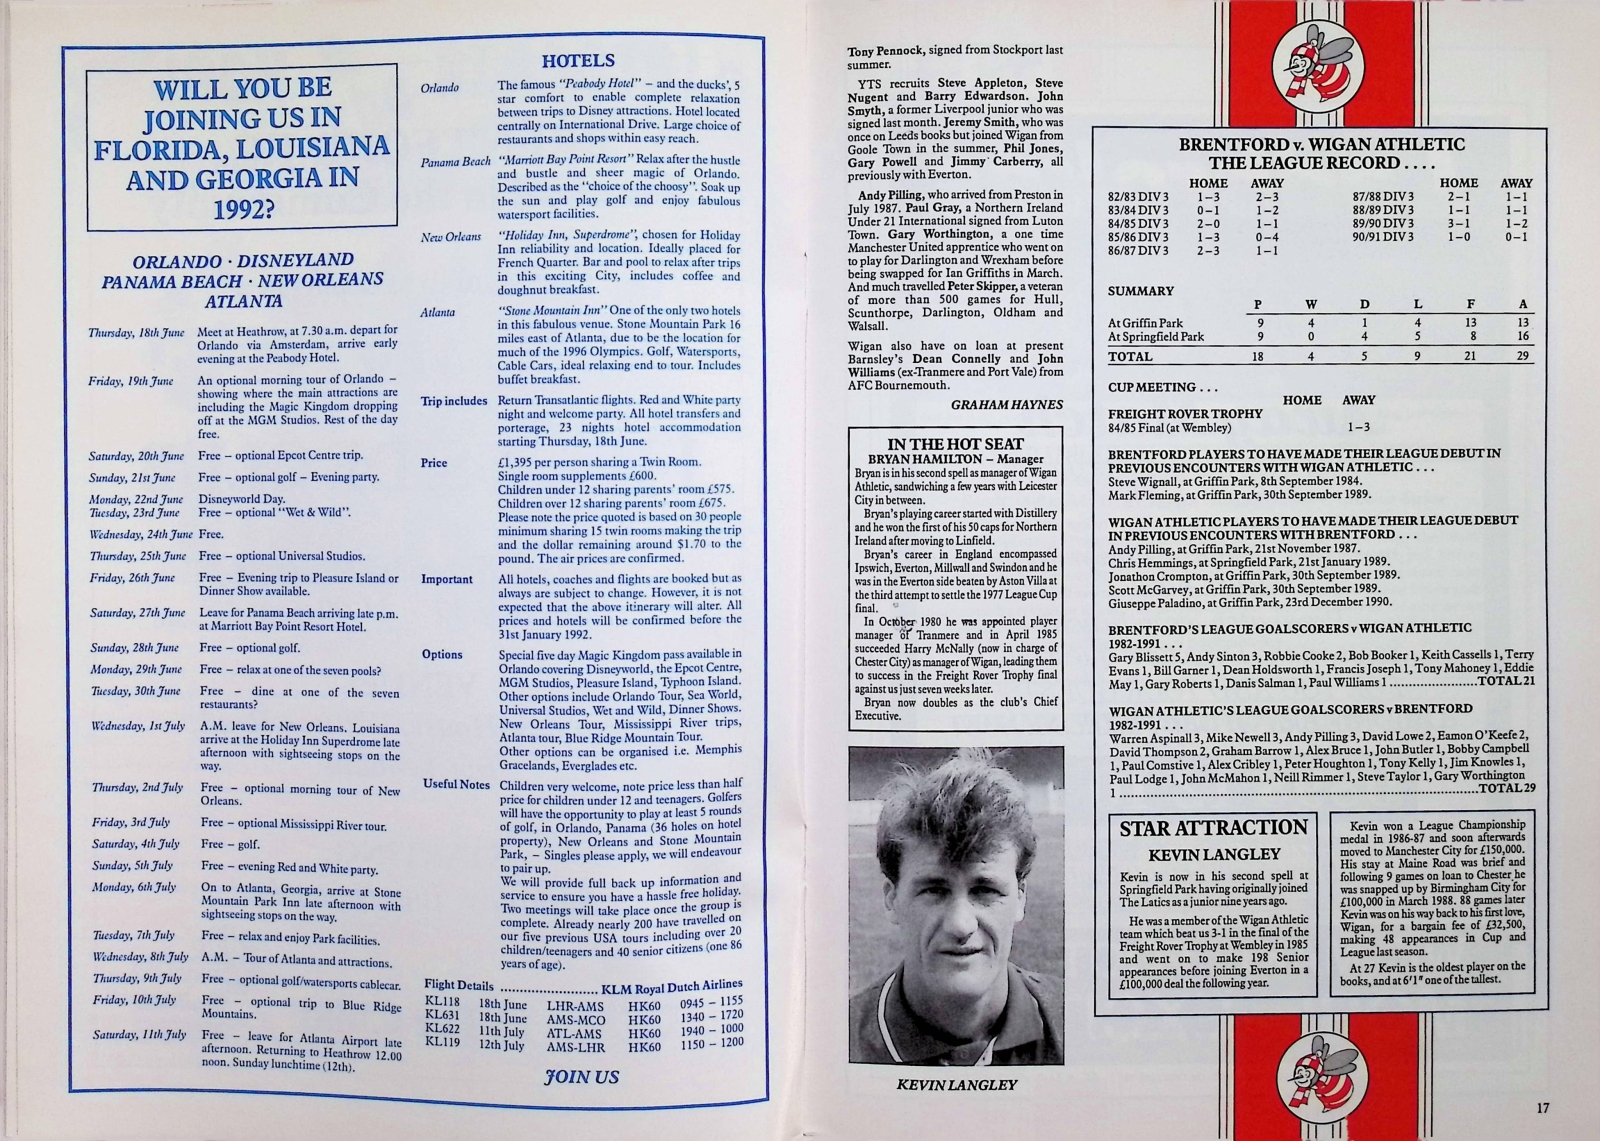 WILL YOU BE
JOINING US IN
FLORIDA, LOUISIANA
AND GEORGIA IN
1992?
ORLANDO · DISNEYLAND
PANAMA BEACH · NEW ORLEANS
ATLANTA
Thursday, 18th June Meet at Heathrow, at 7.30 a.m. depart for
Orlando via Amsterdam, arrive early
evening at the Peabody Hotel.
Friday, 19th June An optional morning tour of Orlando –
showing where the main attractions are
including the Magic Kingdom dropping
off at the MGM Studios. Rest of the day
free.
Saturday, 20th June Free – optional Epcot Centre trip.
Sunday, 21st June Free – optional golf – Evening party.
Monday, 22nd June Disneyworld Day.
Tuesday, 23rd June Free – optional "Wet & Wild".
Wednesday, 24th June Free.
Thursday, 25th June Free – optional Universal Studios.
Friday, 26th June Free – Evening trip to Pleasure Island or
Dinner Show available.
Saturday, 27th June Leave for Panama Beach arriving late p.m.
at Marriott Bay Point Resort Hotel.
Sunday, 28th June Free – optional golf.
Monday, 29th June Free – relax at one of the seven pools?
Tuesday, 30th June Free – dine at one of the seven
restaurants?
Wednesday, 1st July A.M. leave for New Orleans, Louisiana
arrive at the Holiday Inn Superdrome late
afternoon with sightseeing stops on the
way.
Thursday, 2nd July Free – optional morning tour of New
Orleans.
Friday, 3rd July Free – optional Mississippi River tour.
Saturday, 4th July Free – golf.
Sunday, 5th July Free – evening Red and White party.
Monday, 6th July On to Atlanta, Georgia, arrive at Stone
Mountain Park Inn late afternoon with
sightseeing stops on the way.
Tuesday, 7th July Free – relax and enjoy Park facilities.
Wednesday, 8th July A.M. – Tour of Atlanta and attractions.
Thursday, 9th July Free – optional golf/watersports cablecar.
Friday, 10th July Free – optional trip to Blue Ridge
Mountains.
Saturday, 11th July Free – leave for Atlanta Airport late
afternoon. Returning to Heathrow 12.00
noon. Sunday lunchtime (12th).
HOTELS
Orlando The famous "Peabody Hotel" – and the ducks', 5
star comfort to enable complete relaxation
between trips to Disney attractions. Hotel located
centrally on International Drive. Large choice of
restaurants and shops within easy reach.
Panama Beach "Marriott Bay Point Resort" Relax after the hustle
and bustle and sheer magic of Orlando.
Described as the "choice of the choosy". Soak up
the sun and play golf and enjoy fabulous
watersport facilities.
New Orleans "Holiday Inn, Superdrome", chosen for Holiday
Inn reliability and location. Ideally placed for
French Quarter. Bar and pool to relax after trips
in this exciting City, includes coffee and
doughnut breakfast.
Atlanta "Stone Mountain Inn" One of the only two hotels
in this fabulous venue. Stone Mountain Park 16
miles east of Atlanta, due to be the location for
much of the 1996 Olympics. Golf, Watersports,
Cable Cars, ideal relaxing end to tour. Includes
buffet breakfast.
Trip includes Return Transatlantic flights. Red and White party
night and welcome party. All hotel transfers and
porterage, 23 nights hotel accommodation
starting Thursday, 18th June.
Price £1,395 per person sharing a Twin Room.
Single room supplements £600.
Children under 12 sharing parents' room £575.
Children over 12 sharing parents' room £675.
Please note the price quoted is based on 30 people
minimum sharing 15 twin rooms making the trip
and the dollar remaining around $1.70 to the
pound. The air prices are confirmed.
Important All hotels, coaches and flights are booked but as
always are subject to change. However, it is not
expected that the above itinerary will alter. All
prices and hotels will be confirmed before the
31st January 1992.
Options Special five day Magic Kingdom pass available in
Orlando covering Disneyworld, the Epcot Centre,
MGM Studios, Pleasure Island, Typhoon Island.
Other options include Orlando Tour, Sea World,
Universal Studios, Wet and Wild, Dinner Shows.
New Orleans Tour, Mississippi River trips,
Atlanta tour, Blue Ridge Mountain Tour.
Other options can be organised i.e. Memphis
Gracelands, Everglades etc.
Useful Notes Children very welcome, note price less than half
price for children under 12 and teenagers. Golfers
will have the opportunity to play at least 5 rounds
of golf, in Orlando, Panama (36 holes on hotel
property), New Orleans and Stone Mountain
Park, – Singles please apply, we will endeavour
to pair up.
We will provide full back up information and
service to ensure you have a hassle free holiday.
Two meetings will take place once the group is
complete. Already nearly 200 have travelled on
our five previous USA tours including over 20
children/teenagers and 40 senior citizens (one 86
years of age).
Flight Details ........................ KLM Royal Dutch Airlines
KL118 18th June LHR-AMS HK60 0945 – 1155
KL631 18th June AMS-MCO HK60 1340 – 1720
KL622 11th July ATL-AMS HK60 1940 – 1000
KL119 12th July AMS-LHR HK60 1150 – 1200
JOIN US
Tony Pennock, signed from Stockport last
summer.
YTS recruits Steve Appleton, Steve
Nugent and Barry Edwardson. John
Smyth, a former Liverpool junior who was
signed last month. Jeremy Smith, who was
once on Leeds books but joined Wigan from
Goole Town in the summer, Phil Jones,
Gary Powell and Jimmy Carberry, all
previously with Everton.
Andy Pilling, who arrived from Preston in
July 1987. Paul Gray, a Northern Ireland
Under 21 International signed from Luton
Town. Gary Worthington, a one time
Manchester United apprentice who went on
to play for Darlington and Wrexham before
being swapped for Ian Griffiths in March.
And much travelled Peter Skipper, a veteran
of more than 500 games for Hull,
Scunthorpe, Darlington, Oldham and
Walsall.
Wigan also have on loan at present
Barnsley's Dean Connelly and John
Williams (ex-Tranmere and Port Vale) from
AFC Bournemouth.
GRAHAM HAYNES
IN THE HOT SEAT
BRYAN HAMILTON – Manager
Bryan is in his second spell as manager of Wigan
Athletic, sandwiching a few years with Leicester
City in between.
Bryan's playing career started with Distillery
and he won the first of his 50 caps for Northern
Ireland after moving to Linfield.
Bryan's career in England encompassed
Ipswich, Everton, Millwall and Swindon and he
was in the Everton side beaten by Aston Villa at
the third attempt to settle the 1977 League Cup
final.
In October 1980 he was appointed player
manager of Tranmere and in April 1985
succeeded Harry McNally (now in charge of
Chester City) as manager of Wigan, leading them
to success in the Freight Rover Trophy final
against us just seven weeks later.
Bryan now doubles as the club's Chief
Executive.
KEVIN LANGLEY
BRENTFORD v. WIGAN ATHLETIC
THE LEAGUE RECORD . . . .
HOME AWAY HOME AWAY
82/83 DIV 3 1–3 2–3 87/88 DIV 3 2–1 1–1
83/84 DIV 3 0–1 1–2 88/89 DIV 3 1–1 1–1
84/85 DIV 3 2–0 1–1 89/90 DIV 3 3–1 1–2
85/86 DIV 3 1–3 0–4 90/91 DIV 3 1–0 0–1
86/87 DIV 3 2–3 1–1
SUMMARY
P W D L F A
At Griffin Park 9 4 1 4 13 13
At Springfield Park 9 0 4 5 8 16
TOTAL 18 4 5 9 21 29
CUP MEETING . . .
HOME AWAY
FREIGHT ROVER TROPHY
84/85 Final (at Wembley) 1–3
BRENTFORD PLAYERS TO HAVE MADE THEIR LEAGUE DEBUT IN
PREVIOUS ENCOUNTERS WITH WIGAN ATHLETIC . . .
Steve Wignall, at Griffin Park, 8th September 1984.
Mark Fleming, at Griffin Park, 30th September 1989.
WIGAN ATHLETIC PLAYERS TO HAVE MADE THEIR LEAGUE DEBUT
IN PREVIOUS ENCOUNTERS WITH BRENTFORD . . .
Andy Pilling, at Griffin Park, 21st November 1987.
Chris Hemmings, at Springfield Park, 21st January 1989.
Jonathon Crompton, at Griffin Park, 30th September 1989.
Scott McGarvey, at Griffin Park, 30th September 1989.
Giuseppe Paladino, at Griffin Park, 23rd December 1990.
BRENTFORD'S LEAGUE GOALSCORERS v WIGAN ATHLETIC
1982-1991 . . .
Gary Blissett 5, Andy Sinton 3, Robbie Cooke 2, Bob Booker 1, Keith Cassells 1, Terry
Evans 1, Bill Garner 1, Dean Holdsworth 1, Francis Joseph 1, Tony Mahoney 1, Eddie
May 1, Gary Roberts 1, Danis Salman 1, Paul Williams 1 ........................TOTAL 21
WIGAN ATHLETIC'S LEAGUE GOALSCORERS v BRENTFORD
1982-1991 . . .
Warren Aspinall 3, Mike Newell 3, Andy Pilling 3, David Lowe 2, Eamon O'Keefe 2,
David Thompson 2, Graham Barrow 1, Alex Bruce 1, John Butler 1, Bobby Campbell
1, Paul Comstive 1, Alex Cribley 1, Peter Houghton 1, Tony Kelly 1, Jim Knowles 1,
Paul Lodge 1, John McMahon 1, Neill Rimmer 1, Steve Taylor 1, Gary Worthington
1 ........................TOTAL 29
STAR ATTRACTION
KEVIN LANGLEY
Kevin is now in his second spell at
Springfield Park having originally joined
The Latics as a junior nine years ago.
He was a member of the Wigan Athletic
team which beat us 3-1 in the final of the
Freight Rover Trophy at Wembley in 1985
and went on to make 198 Senior
appearances before joining Everton in a
£100,000 deal the following year.
Kevin won a League Championship
medal in 1986-87 and soon afterwards
moved to Manchester City for £150,000.
His stay at Maine Road was brief and
following 9 games on loan to Chester he
was snapped up by Birmingham City for
£100,000 in March 1988. 88 games later
Kevin was on his way back to his first love,
Wigan, for a bargain fee of £32,500,
making 48 appearances in Cup and
League last season.
At 27 Kevin is the oldest player on the
books, and at 6'1" one of the tallest.
17